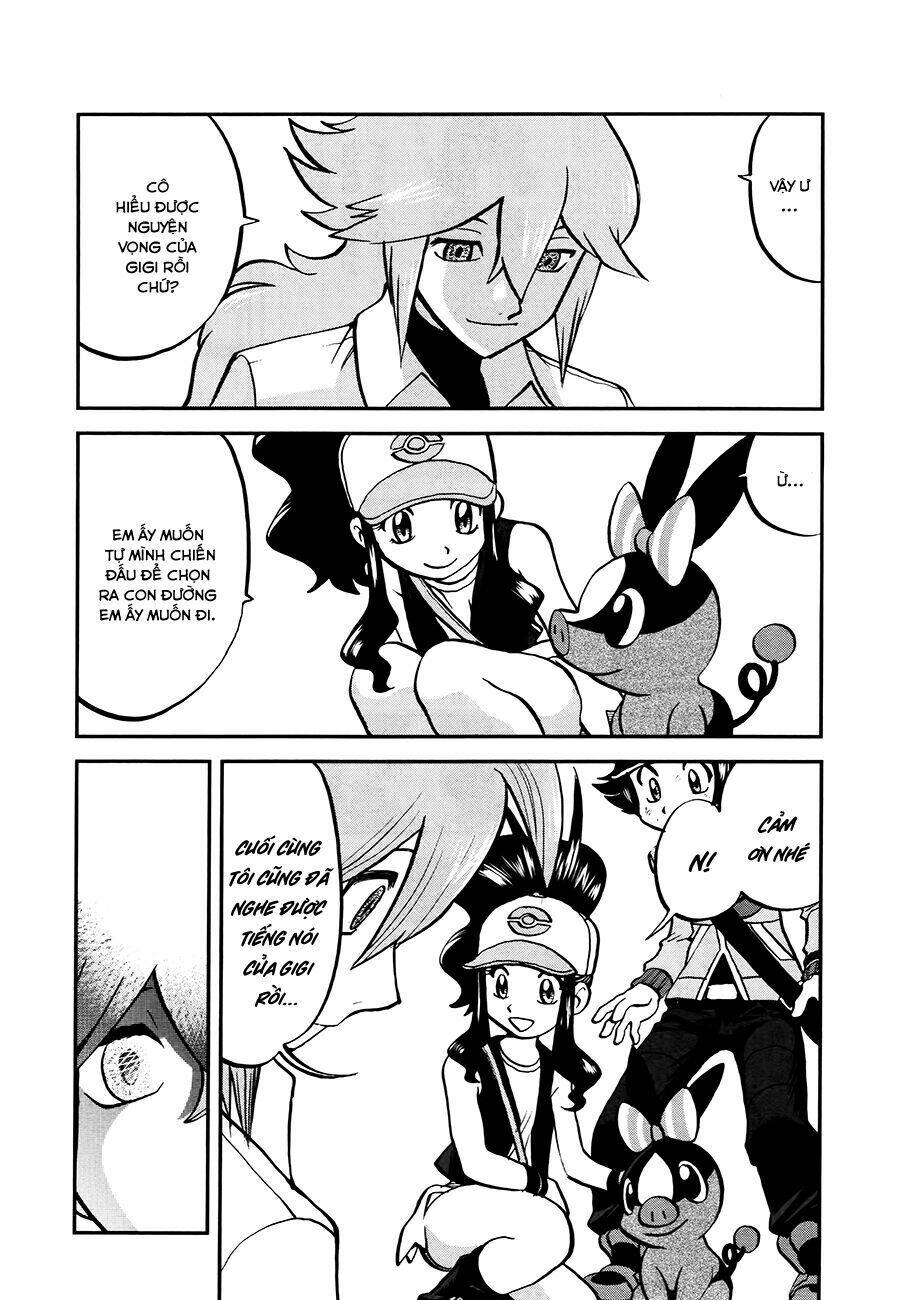 VẬY Ư
...
CÔ
HIỂU ĐƯỢC
NGUYỆN
VỌNG CỦA
GIGI RỒI
CHỨ?
Ừ...
EM ẤY MUỐN
TỰ MÌNH CHIẾN
ĐẤU ĐỂ CHỌN
RA CON ĐƯỜNG
EM ẤY MUỐN ĐI.
CẢM
ƠN NHÉ
N!
CUỐI CÙNG
TÔI CŨNG ĐÃ
NGHE ĐƯỢC
TIẾNG NÓI
CỦA GIGI
RỒI...